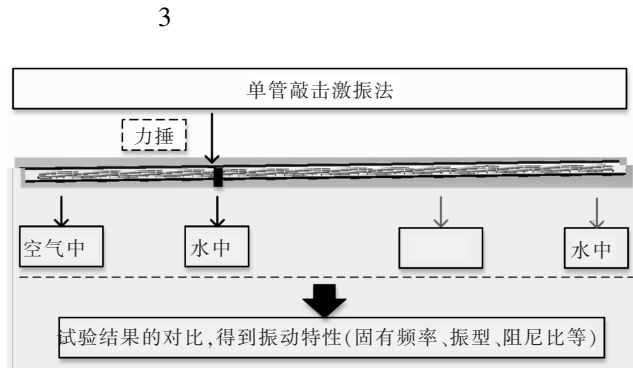 3
单管敲击激振法
力捶
空气中 水中 水中
试验结果的对比,得到振动特性(固有频率、振型、阻尼比等)